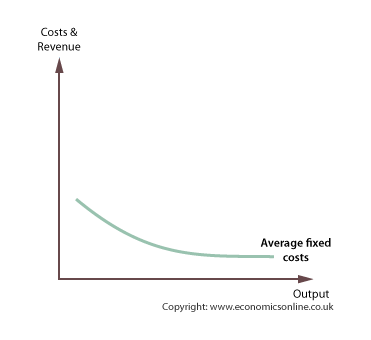 Costs &
Revenue
Average fixed
costs
Output
Copyright: www.economicsonline.co.uk